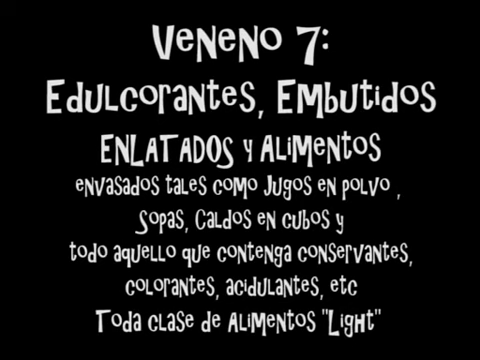 Veneno 7:
Edulcorantes, Embutidos
ENLATADOS y Alimentos
envasados tales como Jugos en polvo ,
Sopas, Caldos en cubos y
todo aquello que contenga conservantes,
colorantes, acidulantes, etc
Toda clase de Alimentos "Light"